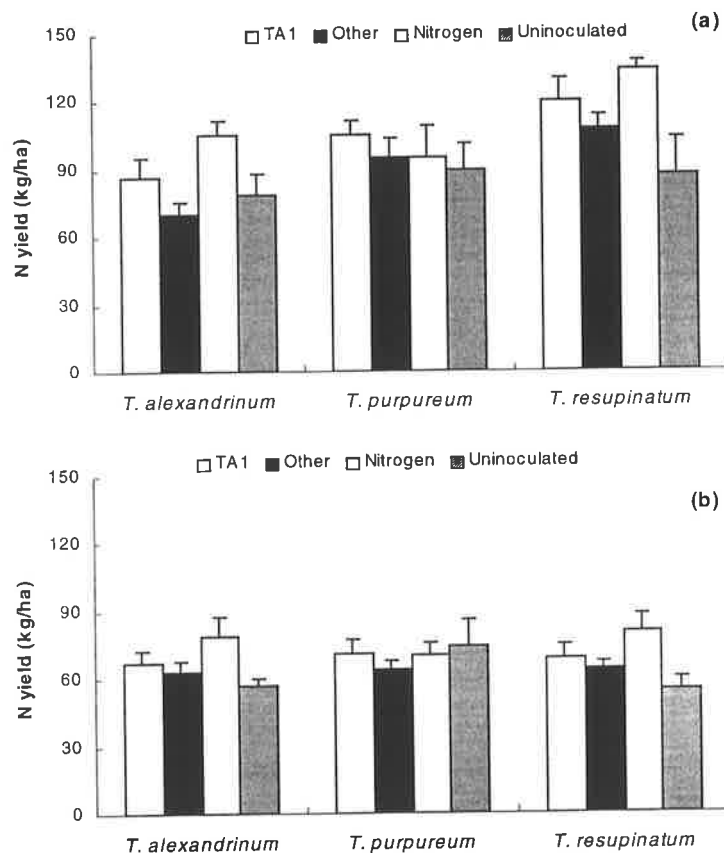 (a)
TA1 Other Nitrogen Uninoculated
150
120
90
60
30
0
N yield (kg/ha)
T. alexandrinum T. purpureum T. resupinatum
TA1 Other Nitrogen Uninoculated
(b)
150
120
90
60
30
0
N yield (kg/ha)
T. alexandrinum T. purpureum T. resupinatum